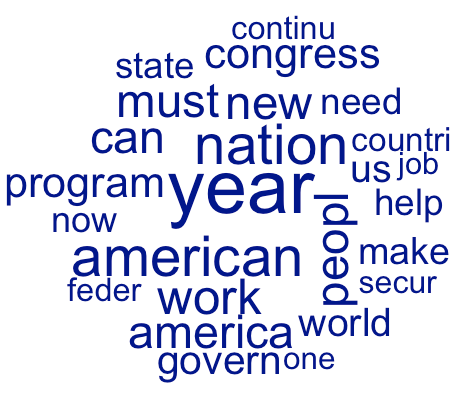 continu
state congress
must new need
can nation countri
us job
program year help
now peopl
american make
feder work secur
america world
govern one